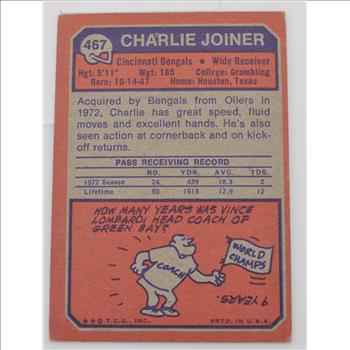 467
CHARLIE JOINER
Cincinnati Bengals • Wide Receiver
Hgt: 5'11" Wgt: 185 College: Grambling
Born: 10-14-47 Home: Houston, Texas
Acquired by Bengals from Oilers in
1972, Charlie has great speed, fluid
moves and excellent hands. He's also
seen action at cornerback and on kick-
off returns.
PASS RECEIVING RECORD
NO. YDS. AVG. TDS.
1972 Season 24 439 18.3 2
Lifetime 90 1613 17.9 12
HOW MANY YEARS WAS VINCE
LOMBARDI HEAD COACH OF
GREEN BAY?
WORLD
CHAMPS
COACH
9 YEARS.
★★© T.C.G., INC. PRTD. IN U.S.A.